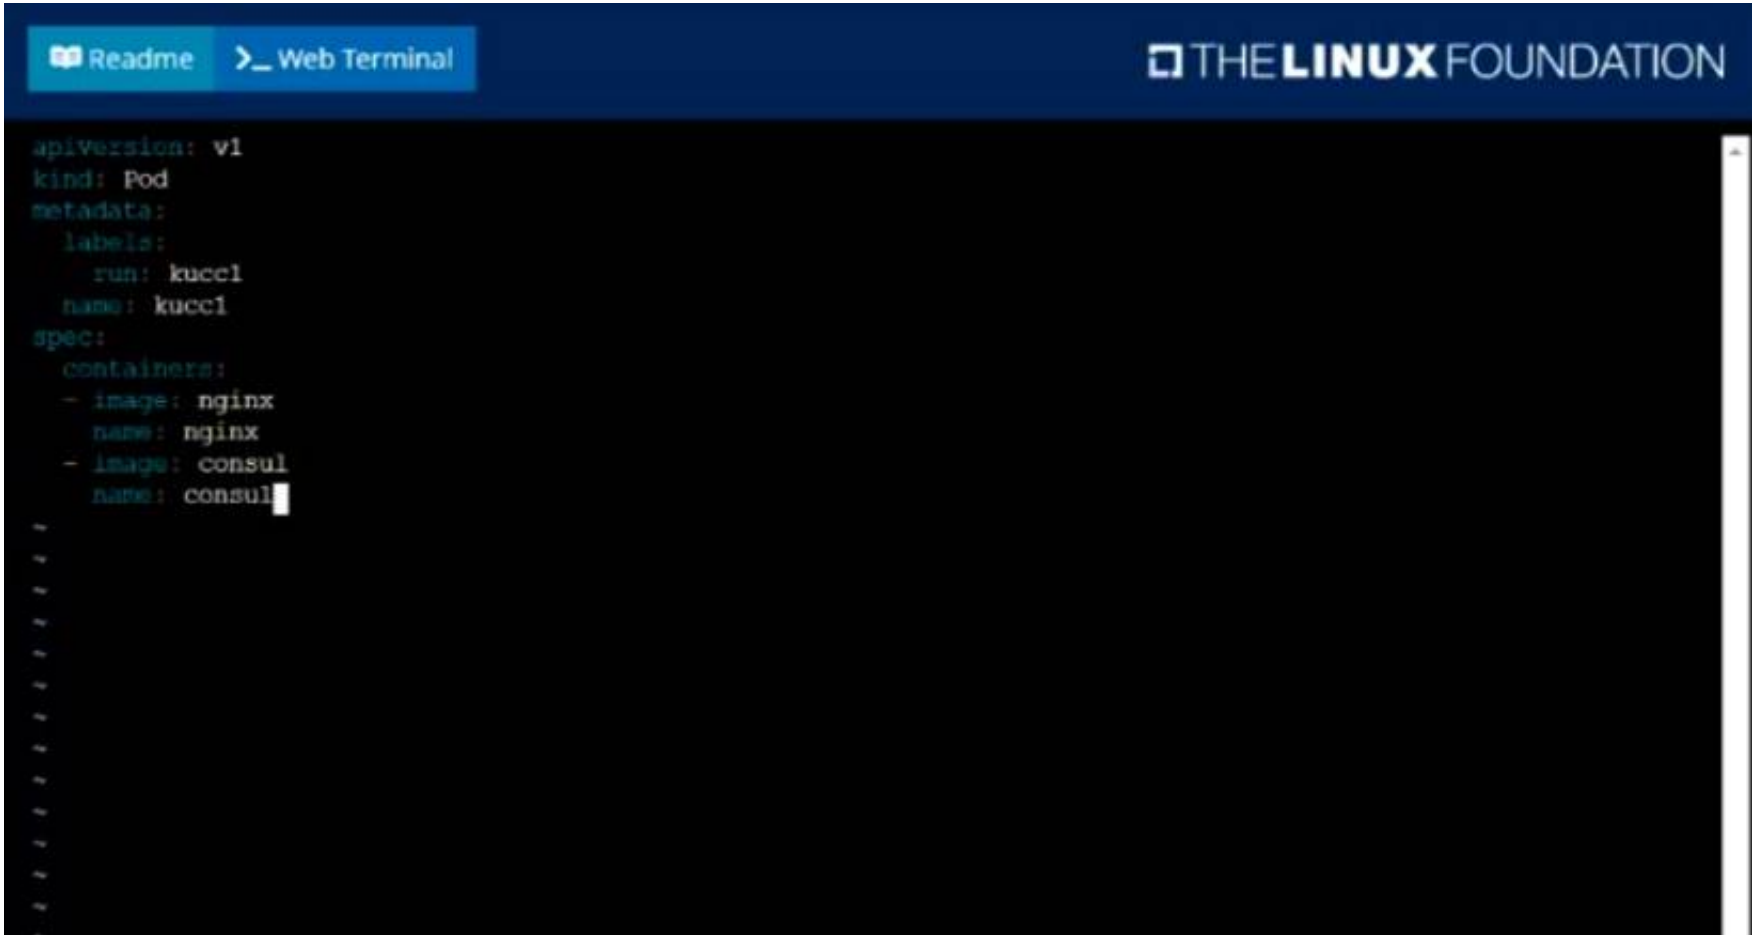 Readme >_ Web Terminal THE LINUX FOUNDATION
apiVersion: v1
kind: Pod
metadata:
  labels:
    run: kucc1
  name: kucc1
spec:
  containers:
  - image: nginx
    name: nginx
  - image: consul
    name: consul
~
~
~
~
~
~
~
~
~
~
~
~
~